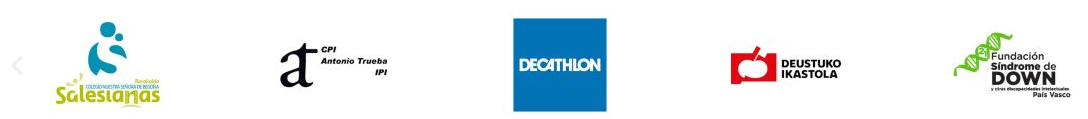 Barakaldo
COLEGIO NUESTRA SEÑORA DE BEGOÑA
Salesianas
CPI
Antonio Trueba
IPI
DECATHLON
DEUSTUKO
IKASTOLA
Fundación
Síndrome de
DOWN
y otras discapacidades intelectuales
País Vasco